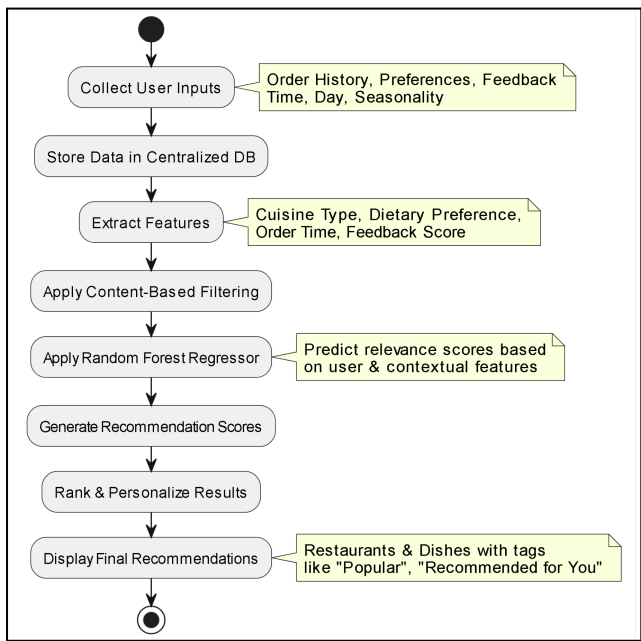 Collect User Inputs
Order History, Preferences, Feedback
Time, Day, Seasonality
Store Data in Centralized DB
Extract Features
Cuisine Type, Dietary Preference,
Order Time, Feedback Score
Apply Content-Based Filtering
Apply Random Forest Regressor
Predict relevance scores based
on user & contextual features
Generate Recommendation Scores
Rank & Personalize Results
Display Final Recommendations
Restaurants & Dishes with tags
like "Popular", "Recommended for You"